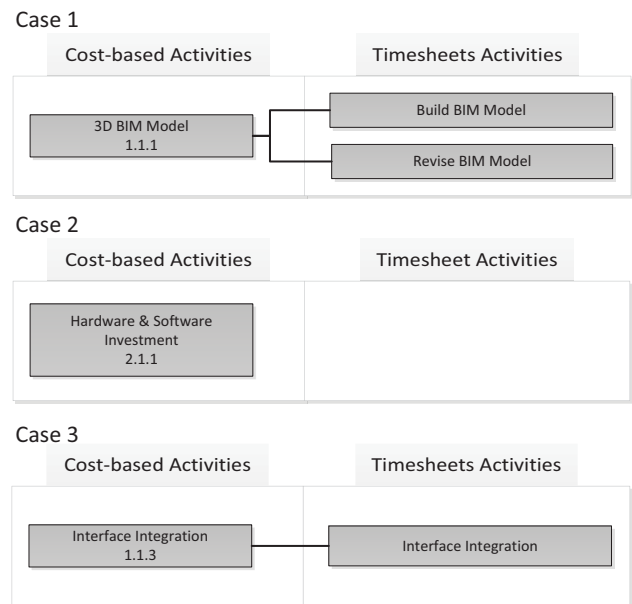 Case 1
Cost-based Activities
Timesheets Activities
3D BIM Model
1.1.1
Build BIM Model
Revise BIM Model
Case 2
Cost-based Activities
Timesheet Activities
Hardware & Software
Investment
2.1.1
Case 3
Cost-based Activities
Timesheets Activities
Interface Integration
1.1.3
Interface Integration